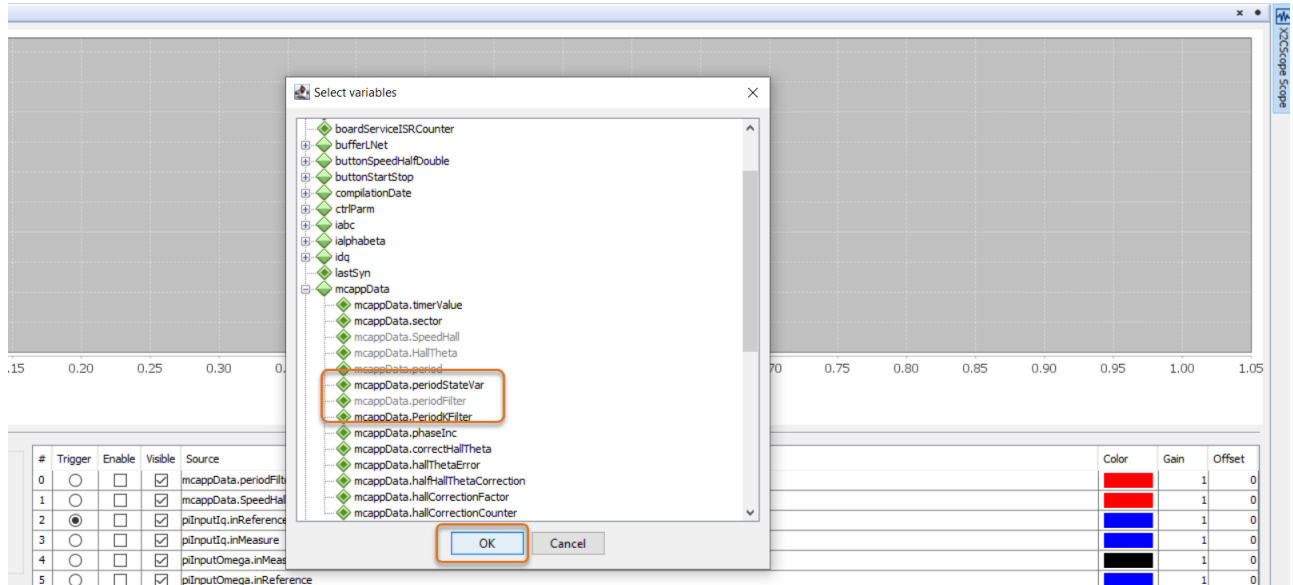 X2CScope Scope
Select variables
boardServiceISRCounter
bufferLNet
buttonSpeedHalfDouble
buttonStartStop
compilationDate
ctrlParm
iabc
ialphabeta
idq
lastSyn
mcappData
mcappData.timerValue
mcappData.sector
mcappData.SpeedHall
mcappData.HallTheta
mcappData.period
mcappData.periodStateVar
mcappData.periodFilter
mcappData.PeriodKFilter
mcappData.phaseInc
mcappData.correctHallTheta
mcappData.hallThetaError
mcappData.halfHallThetaCorrection
mcappData.hallCorrectionFactor
mcappData.hallCorrectionCounter
OK Cancel
.15 0.20 0.25 0.30 0. 70 0.75 0.80 0.85 0.90 0.95 1.00 1.05
# Trigger Enable Visible Source Color Gain Offset
0 mcappData.periodFilt 1 0
1 mcappData.SpeedHal 1 0
2 piInputIq.inReference 1 0
3 piInputIq.inMeasure 1 0
4 piInputOmega.inMeas 1 0
5 piInputOmega.inReference 1 0